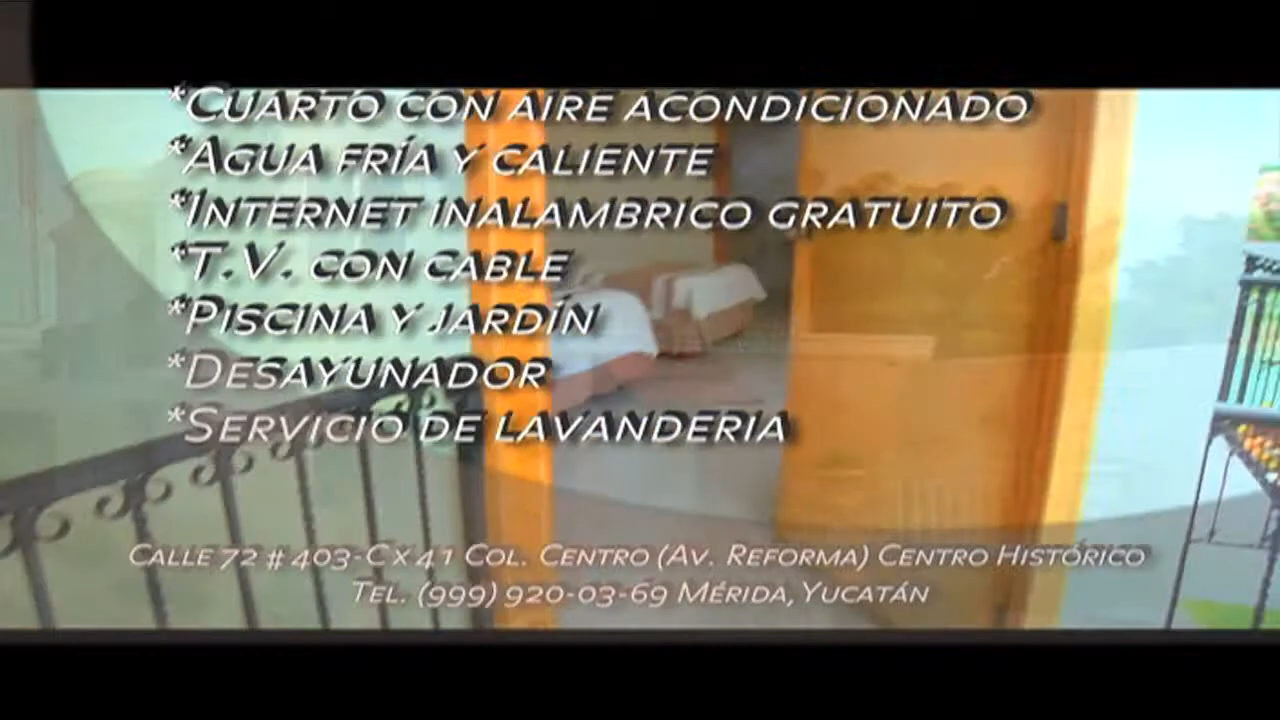 *Cuarto con aire acondicionado
*Agua fría y caliente
*Internet inalambrico gratuito
*T.V. con cable
*Piscina y jardín
*Desayunador
*Servicio de lavanderia
Calle 72 # 403-C x 41 Col. Centro (Av. Reforma) Centro Histórico
Tel. (999) 920-03-69 Mérida, Yucatán